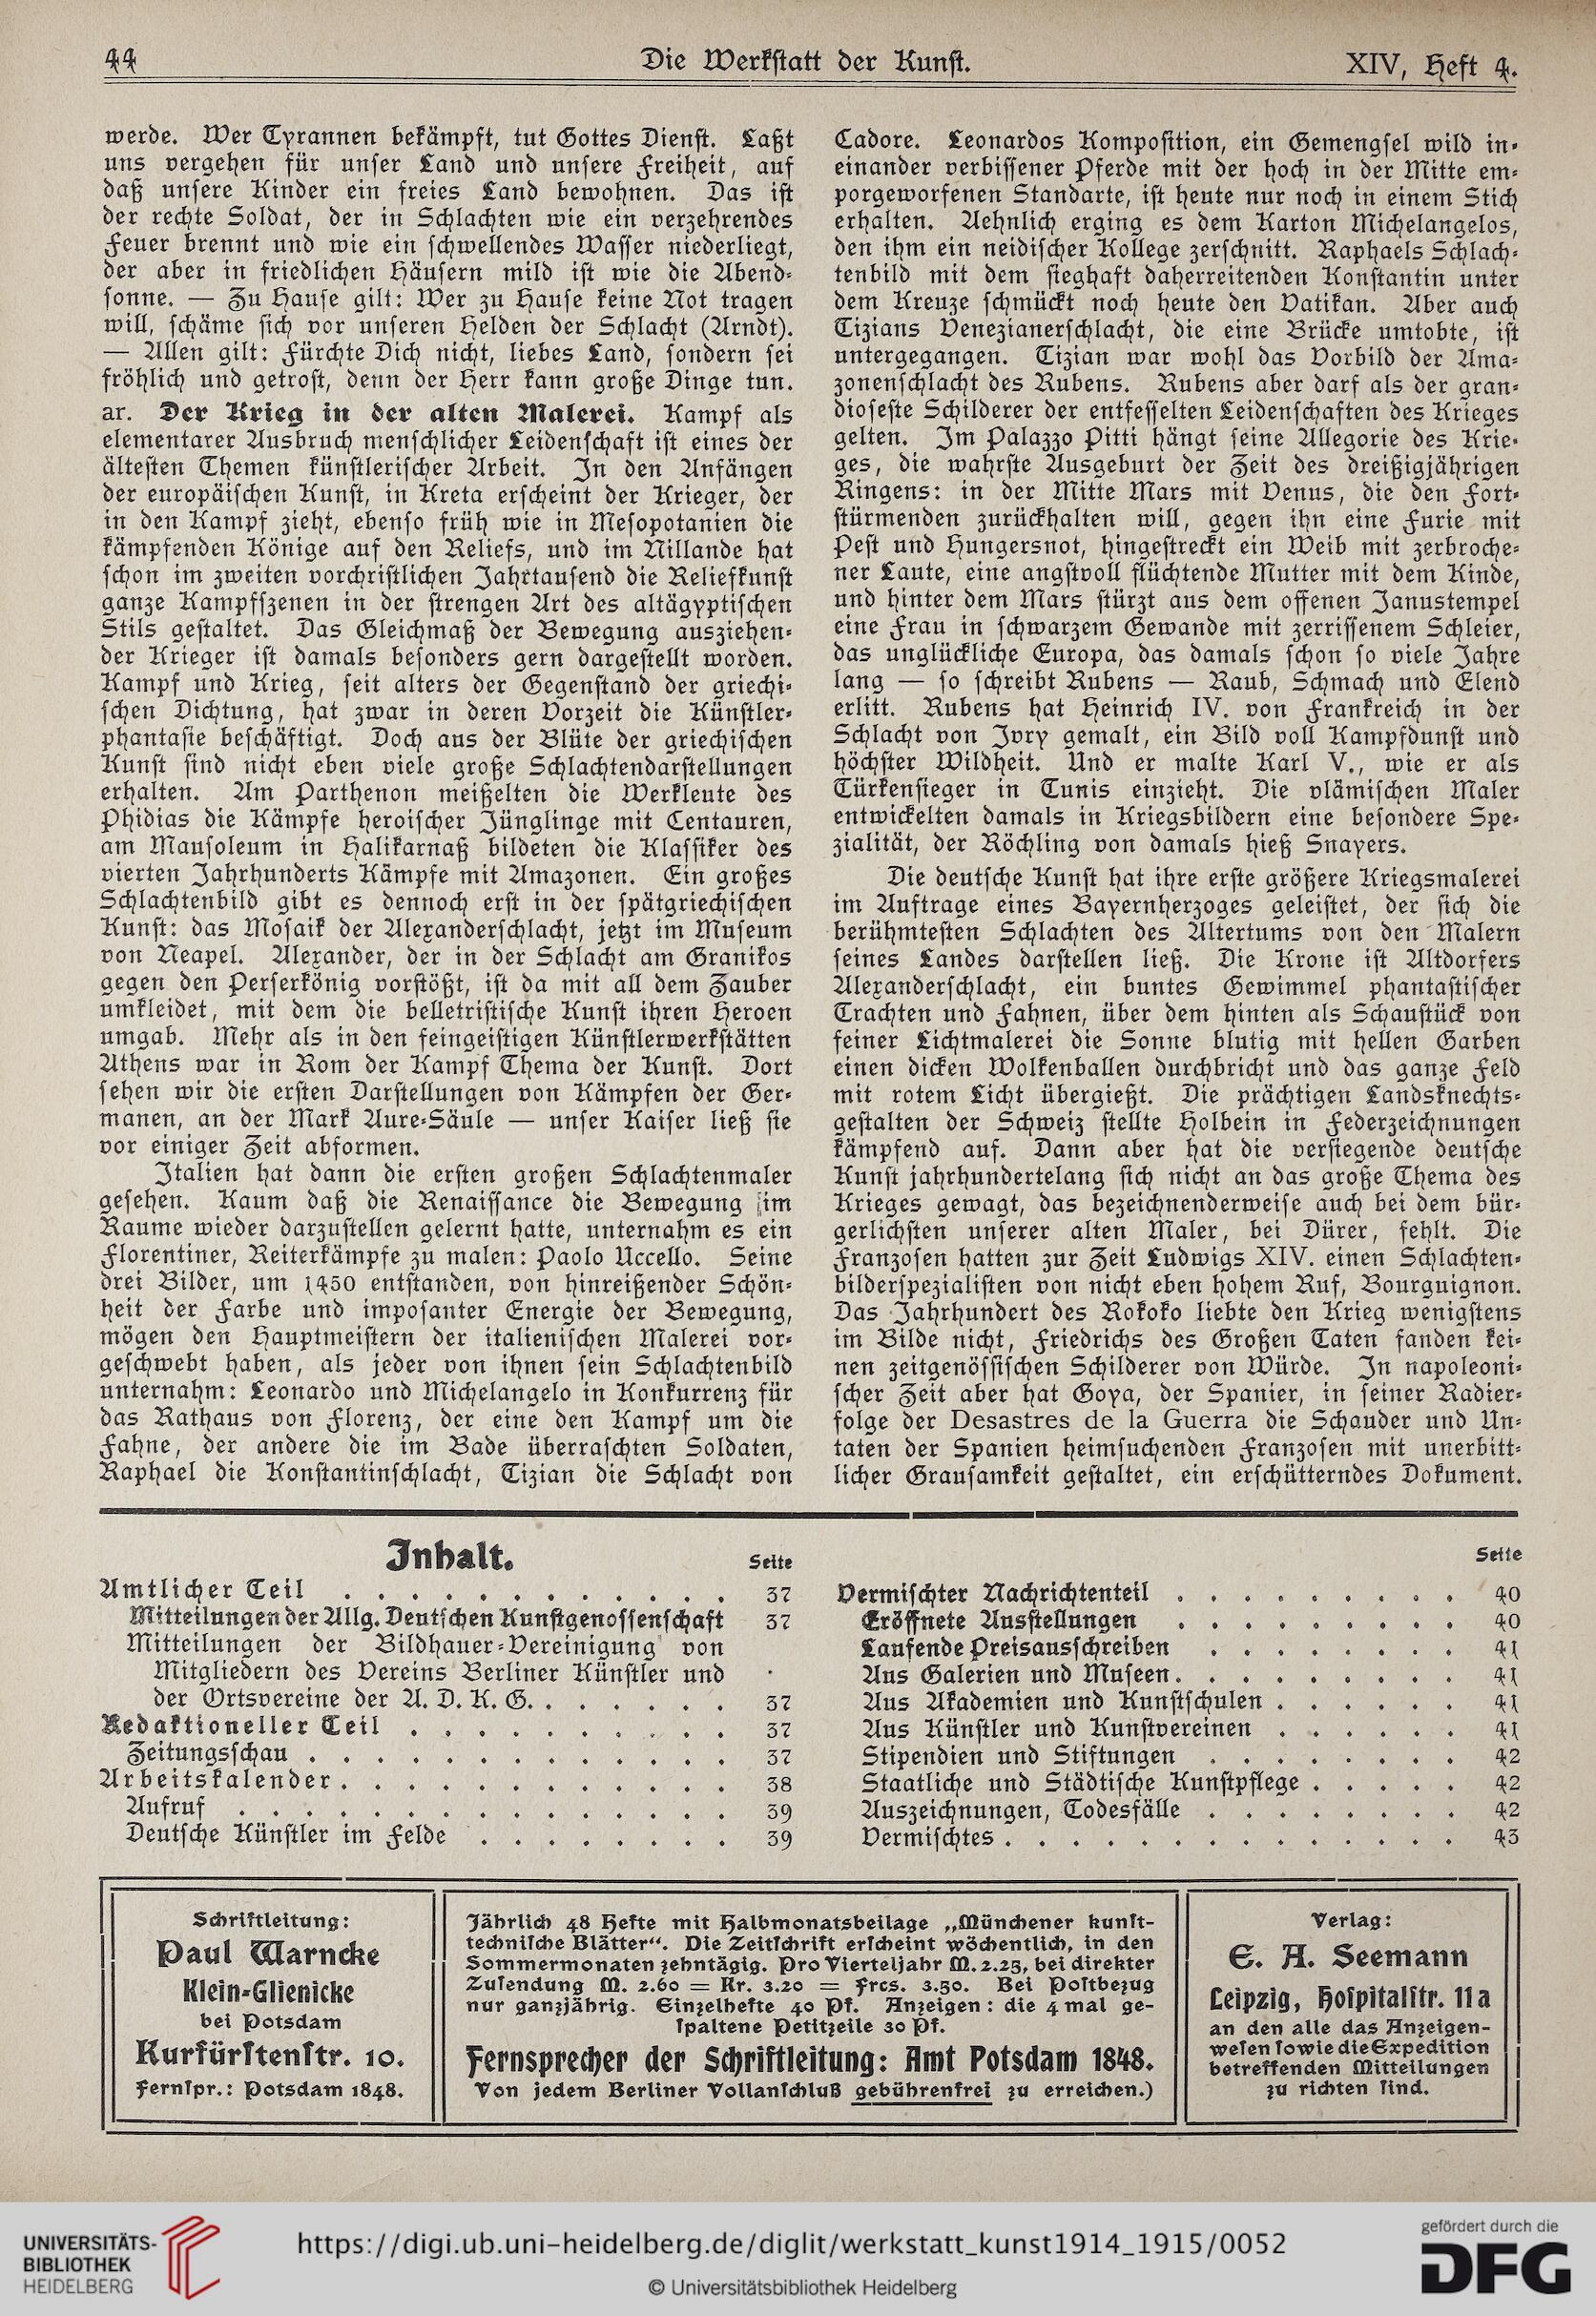 44
Die Werkstatt der Kunst.
XIV, Heft 4.
werde. Wer Tyrannen bekämpft, tut Gottes Dienst. Laßt
uns vergehen für unser Land und unsere Freiheit, auf
daß unsere Kinder ein freies Land bewohnen. Das ist
der rechte Soldat, der in Schlachten wie ein verzehrendes
Feuer brennt und wie ein schwellendes Wasser niederliegt,
der aber in friedlichen Häusern mild ist wie die Abend-
sonne. — Zu Hause gilt: Wer zu Hause keine Not tragen
will, schäme sich vor unseren Helden der Schlacht (Arndt).
— Allen gilt: Fürchte Dich nicht, liebes Land, sondern sei
fröhlich und getrost, denn der Herr kann große Dinge tun.
ar. Der Krieg in der alten Malerei. Kampf als
elementarer Ausbruch menschlicher Leidenschaft ist eines der
ältesten Themen künstlerischer Arbeit. In den Anfängen
der europäischen Kunst, in Kreta erscheint der Krieger, der
in den Kampf zieht, ebenso früh wie in Mesopotanien die
kämpfenden Könige auf den Reliefs, und im Nillande hat
schon im zweiten vorchristlichen Jahrtausend die Reliefkunst
ganze Kampfszenen in der strengen Art des altägyptischen
Stils gestaltet. Das Gleichmaß der Bewegung ausziehen-
der Krieger ist damals besonders gern dargestellt worden.
Kampf und Krieg, seit alters der Gegenstand der griechi-
schen Dichtung, hat zwar in deren Vorzeit die Künstler-
phantasie beschäftigt. Doch aus der Blüte der griechischen
Kunst sind nicht eben viele große Schlachtendarstellungen
erhalten. Am Parthenon meißelten die Werkleute des
Phidias die Kämpfe heroischer Jünglinge mit Centauren,
am Mausoleum in Halikarnaß bildeten die Klassiker des
vierten Jahrhunderts Kämpfe mit Amazonen. Ein großes
Schlachtenbild gibt es dennoch erst in der spätgriechischen
Kunst: das Mosaik der Alexanderschlacht, jetzt im Museum
von Neapel. Alexander, der in der Schlacht am Granikos
gegen den Perserkönig vorstößt, ist da mit all dem Zauber
umkleidet, mit dem die belletristische Kunst ihren Heroen
umgab. Mehr als in den feingeistigen Künstlerwerkstätten
Athens war in Rom der Kampf Thema der Kunst. Dort
sehen wir die ersten Darstellungen von Kämpfen der Ger-
manen, an der Mark Aure-Säule — unser Kaiser ließ sie
vor einiger Zeit abformen.
Italien hat dann die ersten großen Schlachtenmaler
gesehen. Kaum daß die Renaissance die Bewegung im
Raume wieder darzustellen gelernt hatte, unternahm es ein
Florentiner, Reiterkämpfe zu malen: Paolo Uccello. Seine
drei Bilder, um 1450 entstanden, von hinreißender Schön-
heit der Farbe und imposanter Energie der Bewegung,
mögen den Hauptmeistern der italienischen Malerei vor-
geschwebt haben, als jeder von ihnen sein Schlachtenbild
unternahm: Leonardo und Michelangelo in Konkurrenz für
das Rathaus von Florenz, der eine den Kampf um die
Fahne, der andere die im Bade überraschten Soldaten,
Raphael die Konstantinschlacht, Tizian die Schlacht von
Cadore. Leonardos Komposition, ein Gemengsel wild in-
einander verbissener Pferde mit der hoch in der Mitte em-
porgeworfenen Standarte, ist heute nur noch in einem Stich
erhalten. Aehnlich erging es dem Karton Michelangelos,
den ihm ein neidischer Kollege zerschnitt. Raphaels Schlach-
tenbild mit dem sieghaft daherreitenden Konstantin unter
dem Kreuze schmückt noch heute den Vatikan. Aber auch
Tizians Venezianerschlacht, die eine Brücke umtobte, ist
untergegangen. Tizian war wohl das Vorbild der Ama-
zonenschlacht des Rubens. Rubens aber darf als der gran-
dioseste Schilderer der entfesselten Leidenschaften des Krieges
gelten. Im Palazzo Pitti hängt seine Allegorie des Krie-
ges, die wahrste Ausgeburt der Zeit des dreißigjährigen
Ringens: in der Mitte Mars mit Venus, die den Fort-
stürmenden zurückhalten will, gegen ihn eine Furie mit
Pest und Hungersnot, hingestreckt ein Weib mit zerbroche-
ner Laute, eine angstvoll flüchtende Mutter mit dem Kinde,
und hinter dem Mars stürzt aus dem offenen Janustempel
eine Frau in schwarzem Gewande mit zerrissenem Schleier,
das unglückliche Europa, das damals schon so viele Jahre
lang — so schreibt Rubens — Raub, Schmach und Elend
erlitt. Rubens hat Heinrich IV. von Frankreich in der
Schlacht von Jvry gemalt, ein Bild voll Kampfdunst und
höchster Wildheit. Und er malte Karl V., wie er als
Türkensieger in Tunis einzieht. Die vlämischen Maler
entwickelten damals in Kriegsbildern eine besondere Spe-
zialität, der Röchling von damals hieß Snayers.
Die deutsche Kunst hat ihre erste größere Kriegsmalerei
im Auftrage eines Bayernherzoges geleistet, der sich die
berühmtesten Schlachten des Altertums von den Malern
seines Landes darstellen ließ. Die Krone ist Altdorfers
Alexanderschlacht, ein buntes Gewimmel phantastischer
Trachten und Fahnen, über dem hinten als Schaustück von
feiner Lichtmalerei die Sonne blutig mit hellen Garben
einen dicken Wolkenballen durchbricht und das ganze Feld
mit rotem Licht übergießt. Die prächtigen Landsknechts-
gestalten der Schweiz stellte Holbein in Federzeichnungen
kämpfend auf. Dann aber hat die versiegende deutsche
Kunst jahrhundertelang sich nicht an das große Thema des
Krieges gewagt, das bezeichnenderweise auch bei dem bür-
gerlichsten unserer alten Maler, bei Dürer, fehlt. Die
Franzosen hatten zur Zeit Ludwigs XIV. einen Schlachten-
bilderspezialisten von nicht eben hohem Ruf, Bourguignon.
Das Jahrhundert des Rokoko liebte den Krieg wenigstens
im Bilde nicht, Friedrichs des Großen Taten fanden kei-
nen zeitgenössischen Schilderer von Würde. In napoleoni-
scher Zeit aber hat Goya, der Spanier, in seiner Radier-
folge der Desastres de la Guerra die Schauder und Un-
taten der Spanien heimsuchenden Franzosen mit unerbitt-
licher Grausamkeit gestaltet, ein erschütterndes Dokument.
Inhalt.
Seite
Amtlicher Teil . . . . . . . . . . . . 37
Mitteilungen der Allg. Deutschen Kunstgenossenschaft 37
Mitteilungen der Bildhauer-Vereinigung von
Mitgliedern des Vereins Berliner Künstler und
der Ortsvereine der A. D. K. G. . . . . . . 37
Redaktioneller Teil . . . . . . . . . . 37
Zeitungsschau . . . . . . . . . . . . . 37
Arbeitskalender . . . . . . . . . . . . 38
Aufruf . . . . . . . . . . . . . . . 39
Deutsche Künstler im Felde . . . . . . . . 39
Seite
Vermischter Nachrichtenteil . . . . . . . . . 40
Eröffnete Ausstellungen . . . . . . . . . 40
Laufende Preisausschreiben . . . . . . . . 41
Aus Galerien und Museen . . . . . . . . . 41
Aus Akademien und Kunstschulen . . . . . . 41
Aus Künstler und Kunstvereinen . . . . . . 41
Stipendien und Stiftungen . . . . . . . . 42
Staatliche und Städtische Kunstpflege . . . . . 42
Auszeichnungen, Todesfälle . . . . . . . . 42
Vermischtes . . . . . . . . . . . . . . 43
Schriftleitung:
Paul Warncke
Klein-Glienicke
bei Potsdam
Kurfürstenstr. 10.
Fernspr.: Potsdam 1848.
Jährlich 48 Hefte mit Halbmonatsbeilage „Münchener kunst-
technische Blätter“. Die Zeitschrift erscheint wöchentlich, in den
Sommermonaten zehntägig. Pro Vierteljahr M. 2.25, bei direkter
Zusendung M. 2.60 = Kr. 3.20 = Frcs. 3.50. Bei Postbezug
nur ganzjährig. Einzelhefte 40 Pf. Anzeigen: die 4 mal ge-
spaltene Petitzeile 30 Pf.
Fernsprecher der Schriftleitung: Amt Potsdam 1848.
Von jedem Berliner Vollanschluß gebührenfrei zu erreichen.)
Verlag:
E. A. Seemann
Leipzig, Hospitalstr. 11a
an den alle das Anzeigen-
wesen sowie die Expedition
betreffenden Mitteilungen
zu richten sind.
UNIVERSITÄTS-
BIBLIOTHEK
HEIDELBERG
https://digi.ub.uni-heidelberg.de/diglit/werkstatt_kunst1914_1915/0052
© Universitätsbibliothek Heidelberg
gefördert durch die
DFG